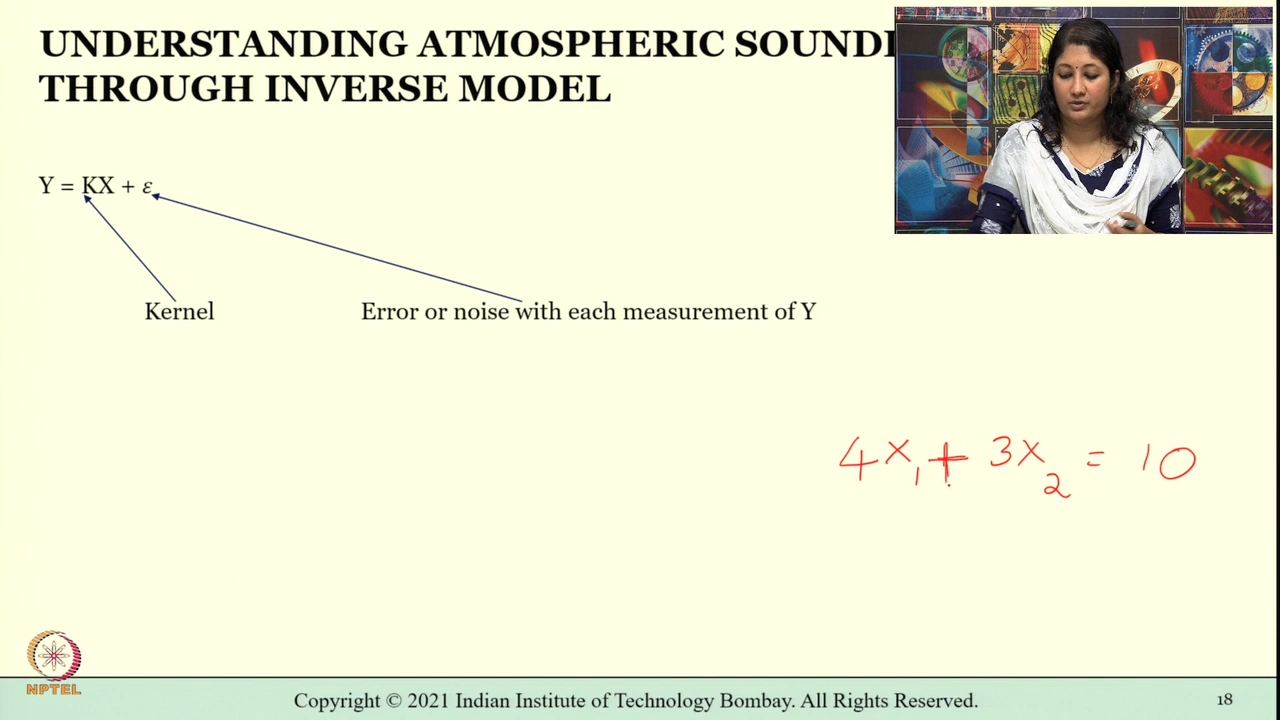 UNDERSTANDING ATMOSPHERIC SOUNDI
THROUGH INVERSE MODEL
Y = KX + ε
Kernel
Error or noise with each measurement of Y
4x₁ + 3x₂ = 10
NPTEL
Copyright © 2021 Indian Institute of Technology Bombay. All Rights Reserved.
18